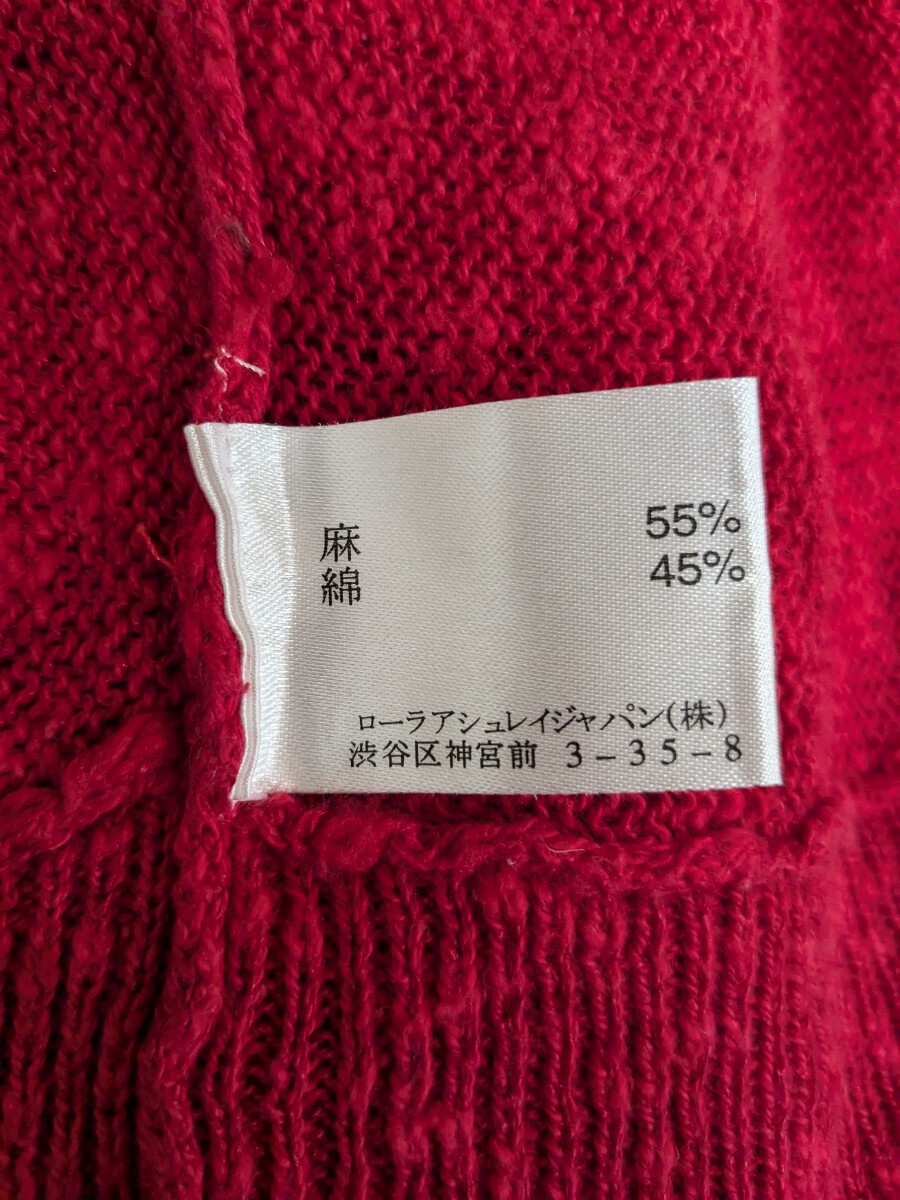 麻 55%
綿 45%
ローラアシュレイジャパン(株)
渋谷区神宮前 3-35-8